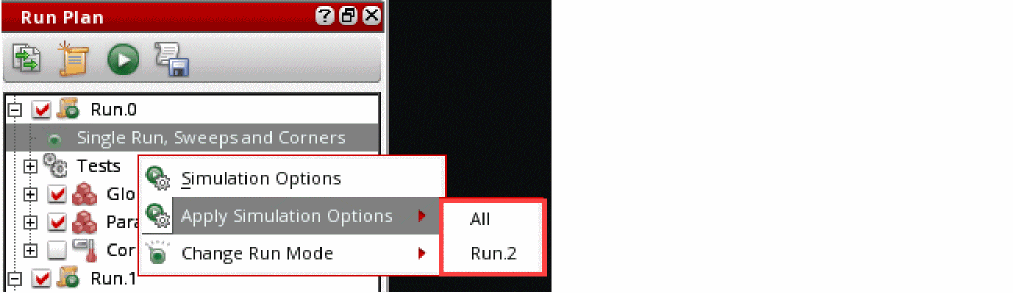 Run Plan
Run.0
Single Run, Sweeps and Corners
Tests
Glo
Simulation Options
Apply Simulation Options
All
Para
Change Run Mode
Run.2
Cor
Run.1